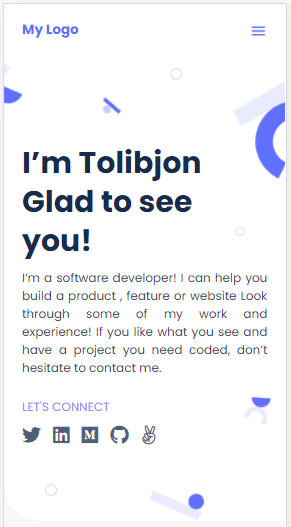 My Logo
I’m Tolibjon
Glad to see
you!
I’m a software developer! I can help you
build a product , feature or website Look
through some of my work and
experience! If you like what you see and
have a project you need coded, don’t
hesitate to contact me.
LET'S CONNECT